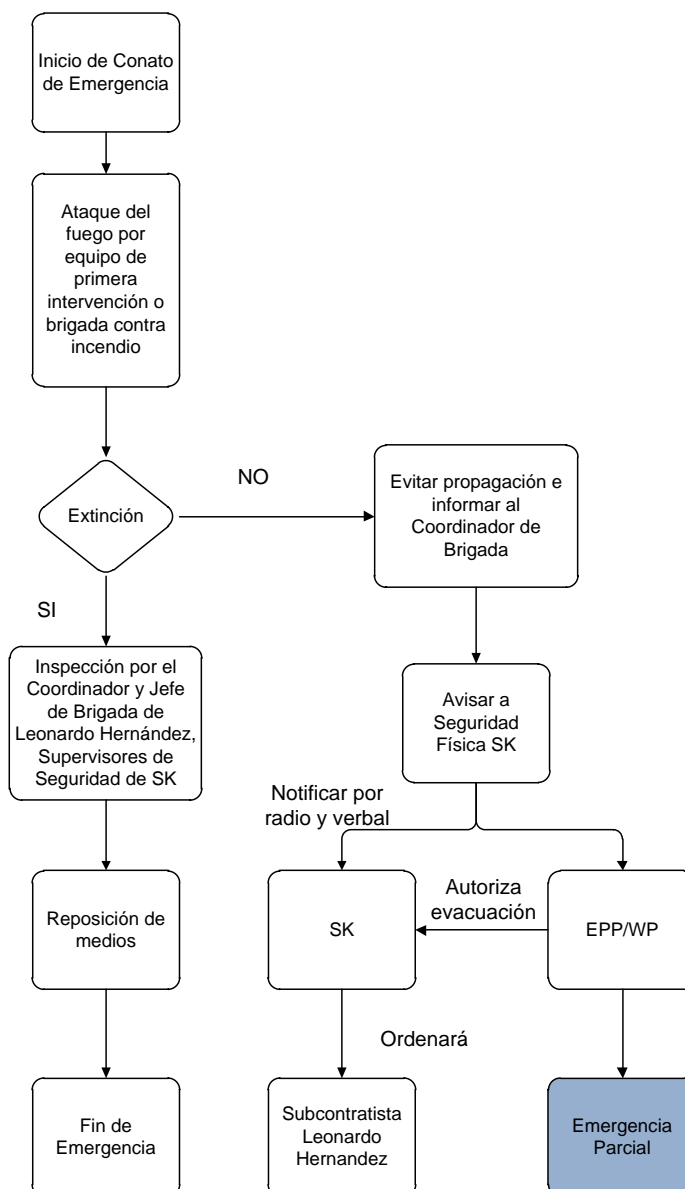 Inicio de Conato
de Emergencia
Ataque del
fuego por
equipo de
primera
intervención o
brigada contra
incendio
Extinción
NO
Evitar propagación e
informar al
Coordinador de
Brigada
SI
Inspección por el
Coordinador y Jefe
de Brigada de
Leonardo Hernández,
Supervisores de
Seguridad de SK
Avisar a
Seguridad
Física SK
Notificar por
radio y verbal
Reposición de
medios
SK
Autoriza
evacuación
EPP/WP
Ordenará
Fin de
Emergencia
Subcontratista
Leonardo
Hernandez
Emergencia
Parcial